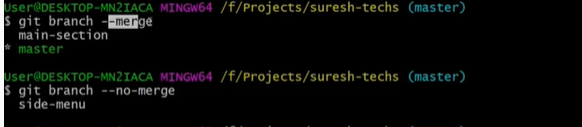 User@DESKTOP-MN2IACA MINGW64 /f/Projects/suresh-techs (master)
$ git branch --merge
  main-section
* master
User@DESKTOP-MN2IACA MINGW64 /f/Projects/suresh-techs (master)
$ git branch --no-merge
  side-menu